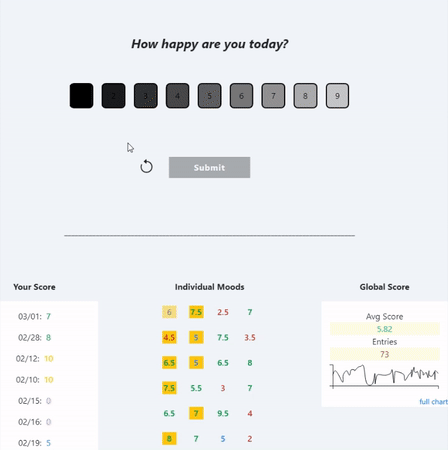 How happy are you today?
2 3 4 5 6 7 8 9
Submit
Your Score
03/01: 7
02/28: 8
02/12: 10
02/10: 10
02/15: 0
02/16: 0
02/19: 5
Individual Moods
6 7.5 2.5 7
4.5 5 7.5 3.5
6.5 5 6.5 8
7.5 5.5 3 7
6.5 7 9.5 4
8 7 5 2
Global Score
Avg Score
5.82
Entries
73
full chart